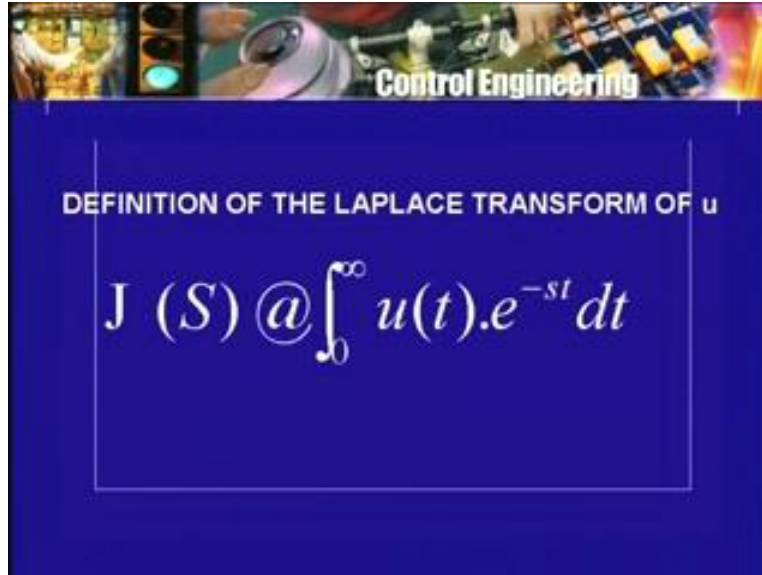 Control Engineering
DEFINITION OF THE LAPLACE TRANSFORM OF u
J (S) @∫₀^∞ u(t).e^{-st} dt